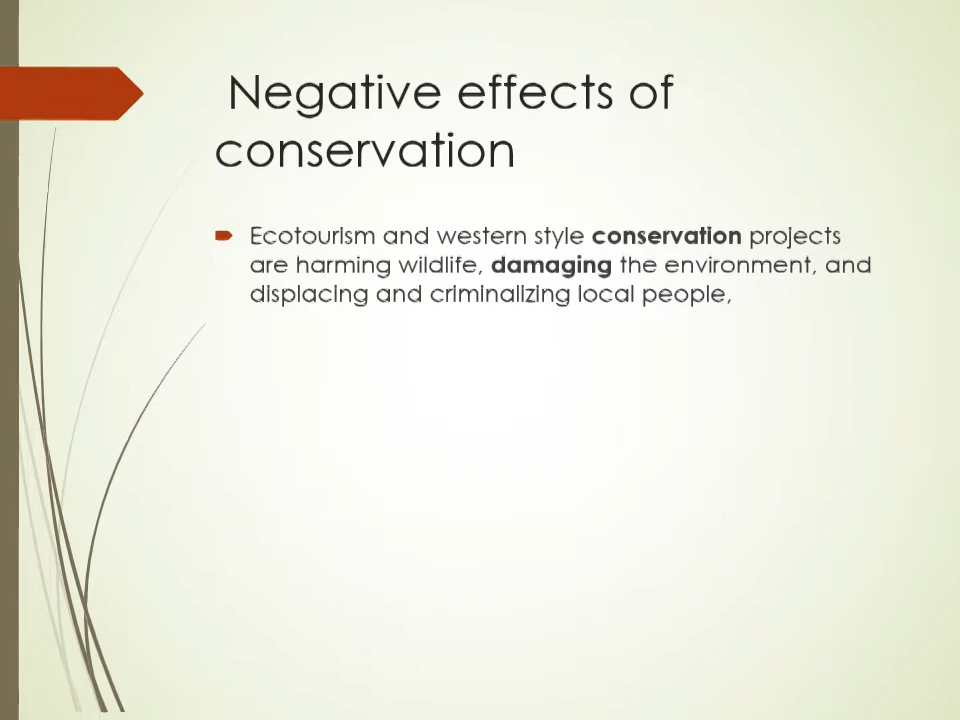 Negative effects of
conservation
Ecotourism and western style conservation projects
are harming wildlife, damaging the environment, and
displacing and criminalizing local people,